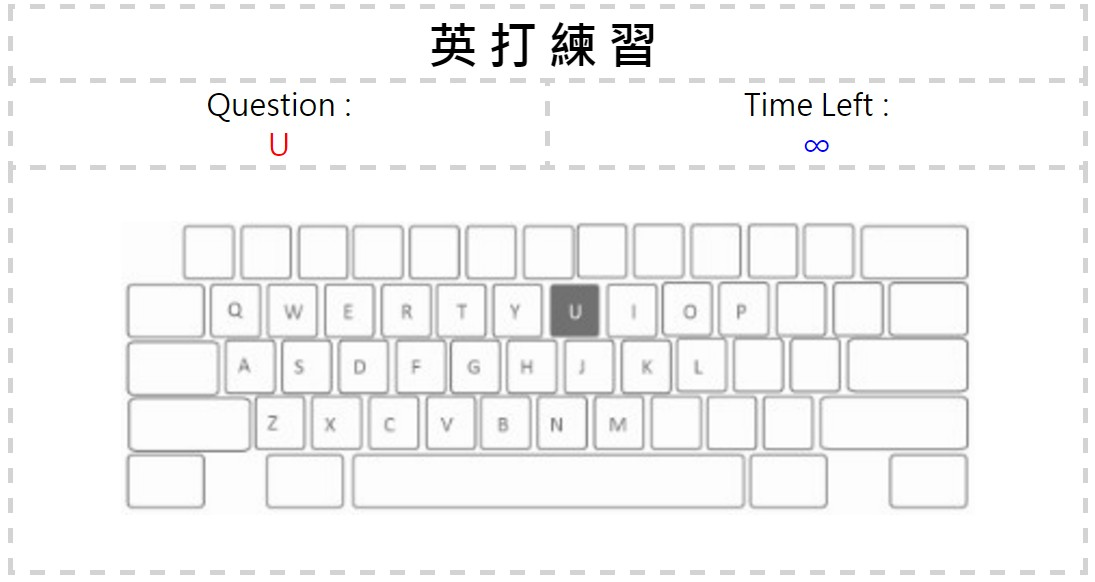 英打練習
Question :
U
Time Left :
∞
Q W E R T Y U I O P
A S D F G H J K L
Z X C V B N M